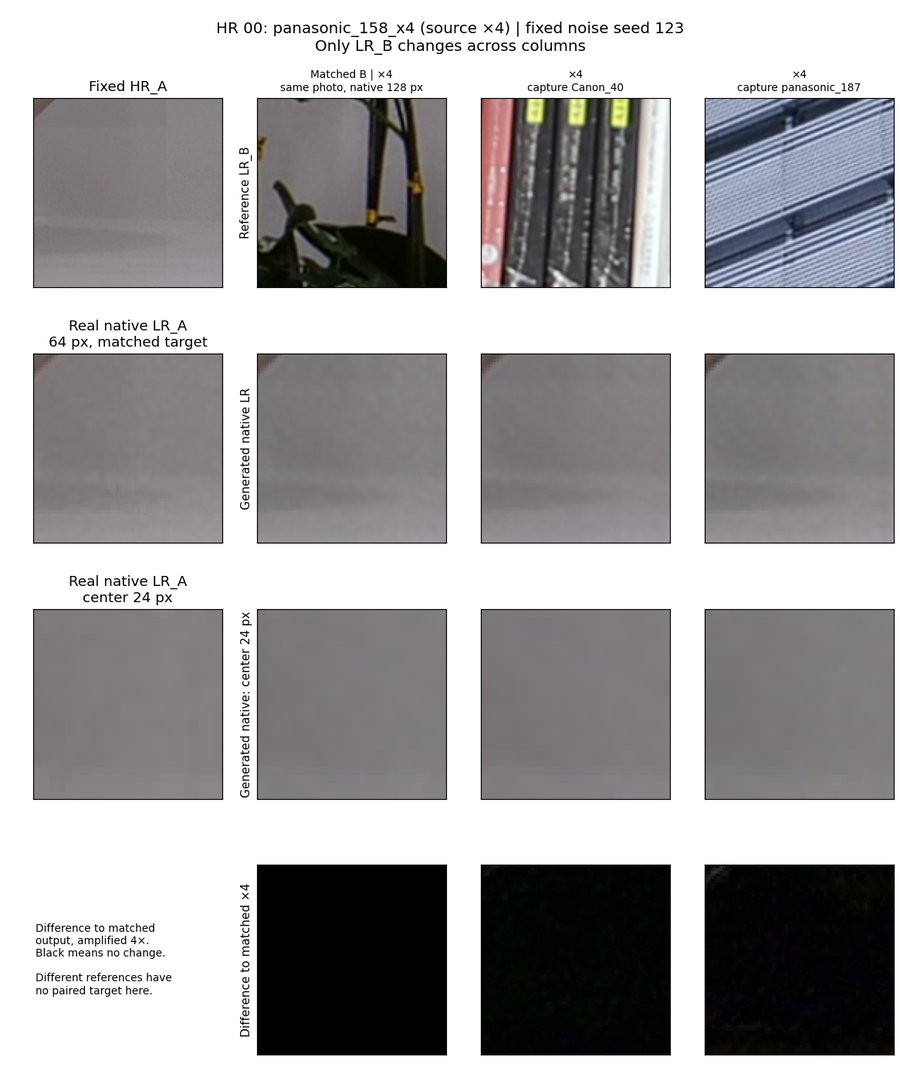 HR 00: panasonic_158_x4 (source ×4) | fixed noise seed 123
Only LR_B changes across columns
Fixed HR_A
Matched B | ×4
same photo, native 128 px
×4
capture Canon_40
×4
capture panasonic_187
Reference LR_B
Real native LR_A
64 px, matched target
Generated native LR
Real native LR_A
center 24 px
Generated native: center 24 px
Difference to matched
output, amplified 4×.
Black means no change.
Different references have
no paired target here.
Difference to matched ×4